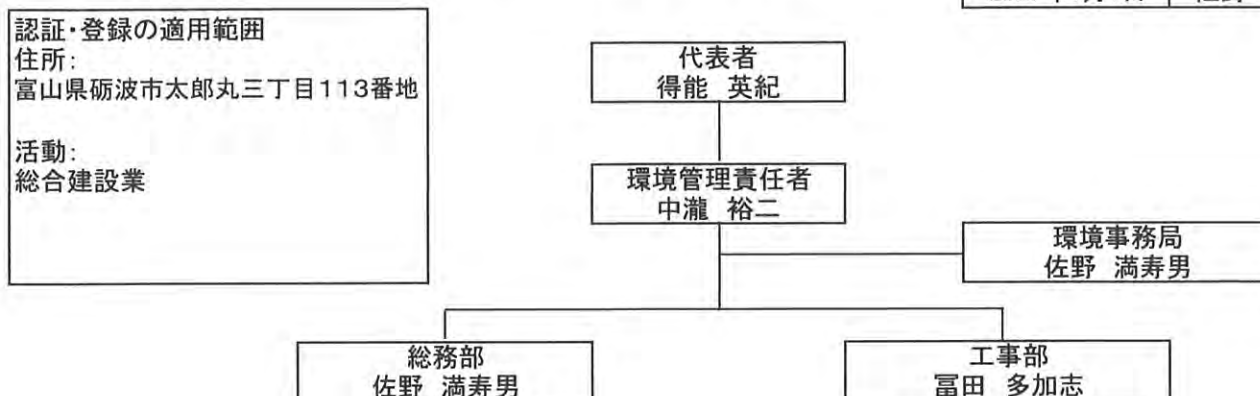 認証・登録の適用範囲
住所:
富山県砺波市太郎丸三丁目113番地
活動:
総合建設業
代表者
得能 英紀
環境管理責任者
中瀧 裕二
環境事務局
佐野 満寿男
総務部
佐野 満寿男
工事部
冨田 多加志